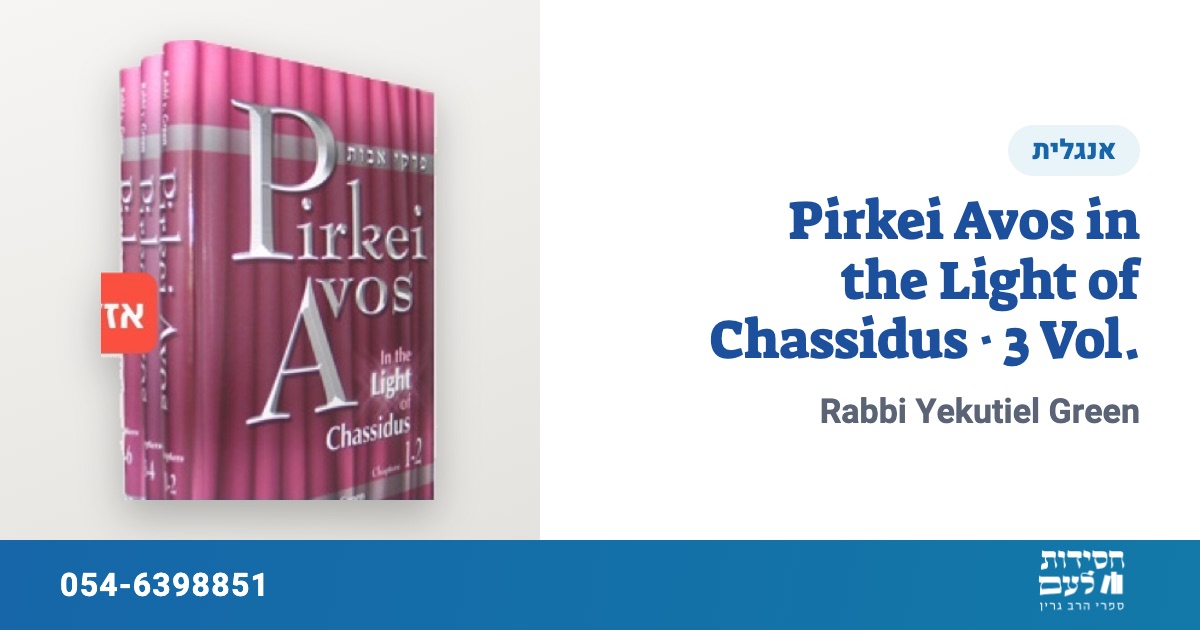 פרקי אבות
Pirkei
Avos
In the
Light
of
Chassidus
Chapters 1-2
אנגלית
Pirkei Avos in
the Light of
Chassidus · 3 Vol.
Rabbi Yekutiel Green
054-6398851
חסידות
לעם
ספרי הרב גרין